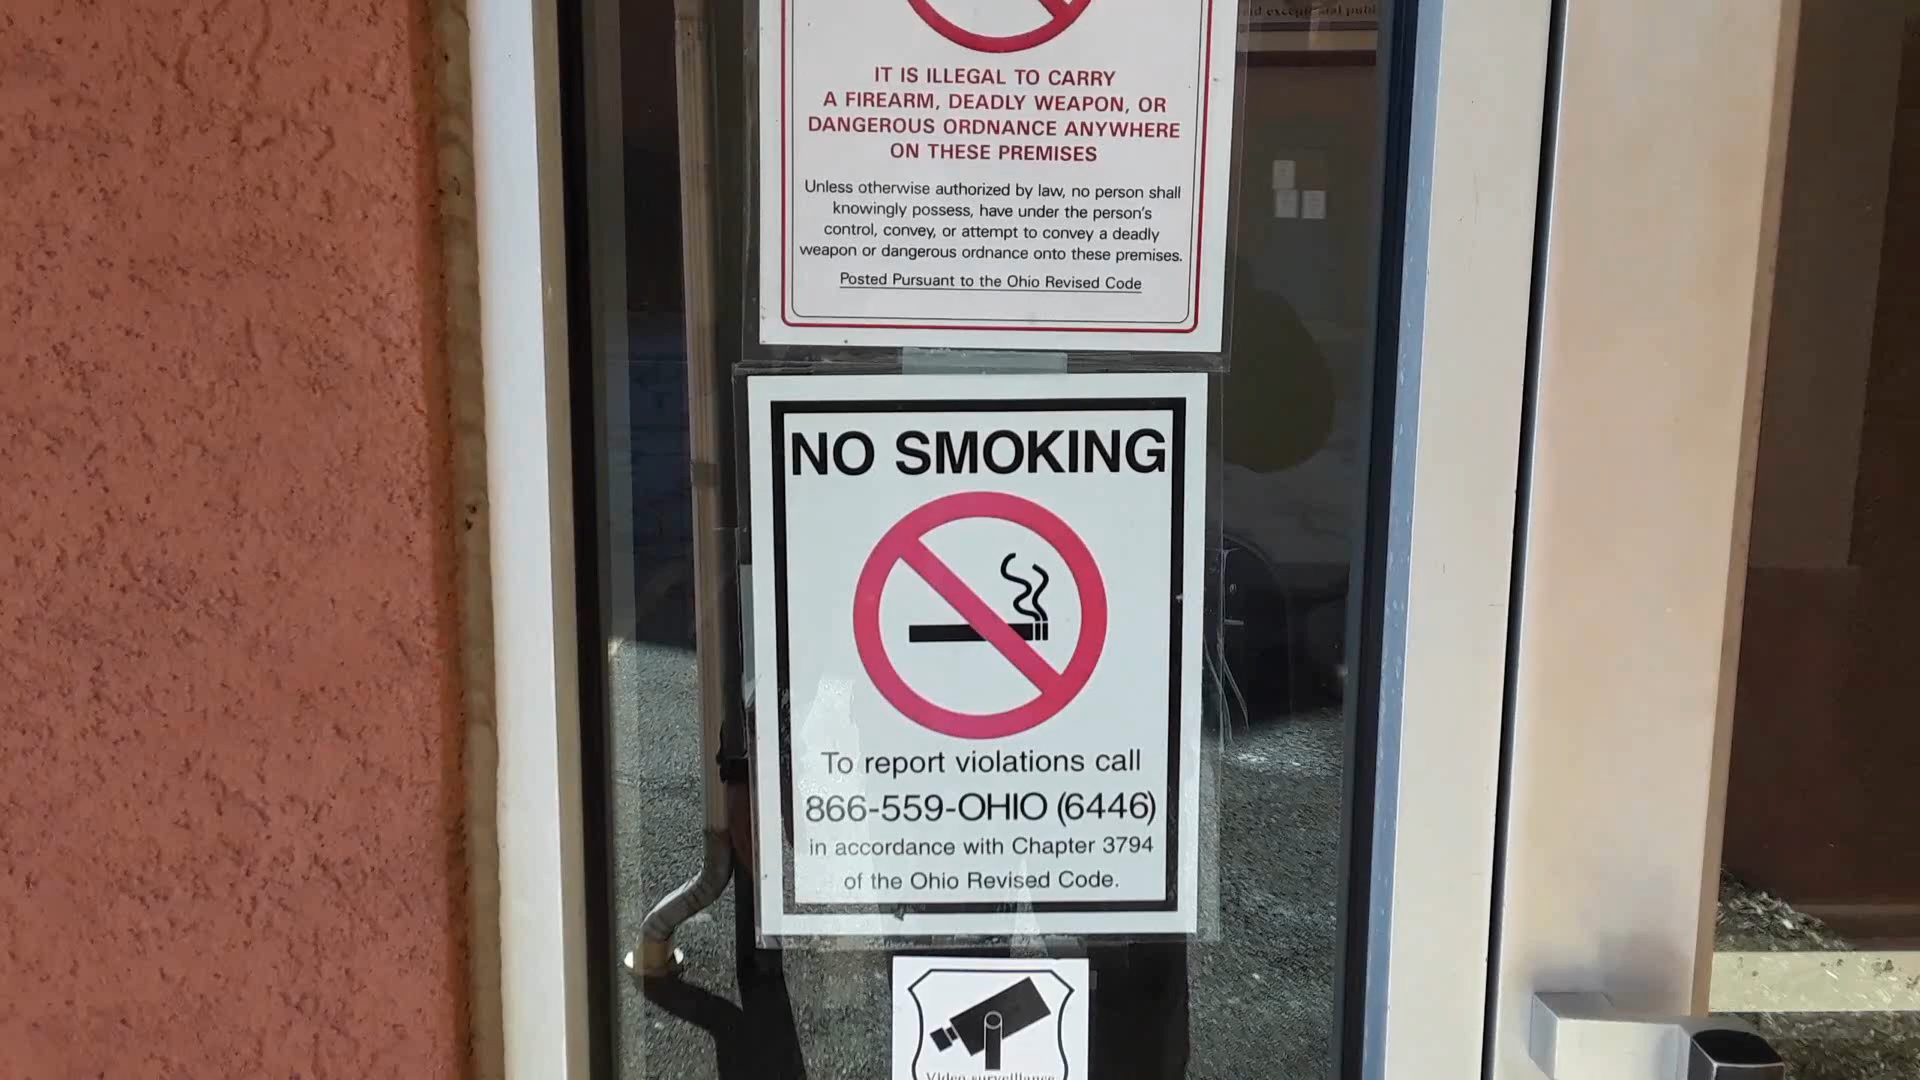 exceptional publ
IT IS ILLEGAL TO CARRY
A FIREARM, DEADLY WEAPON, OR
DANGEROUS ORDNANCE ANYWHERE
ON THESE PREMISES
Unless otherwise authorized by law, no person shall
knowingly possess, have under the person's
control, convey, or attempt to convey a deadly
weapon or dangerous ordnance onto these premises.
Posted Pursuant to the Ohio Revised Code
NO SMOKING
To report violations call
866-559-OHIO (6446)
in accordance with Chapter 3794
of the Ohio Revised Code.
Video surveillance